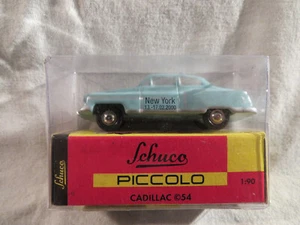 New York
Schuco
PICCOLO
1:90
CADILLAC ©54
Schuco